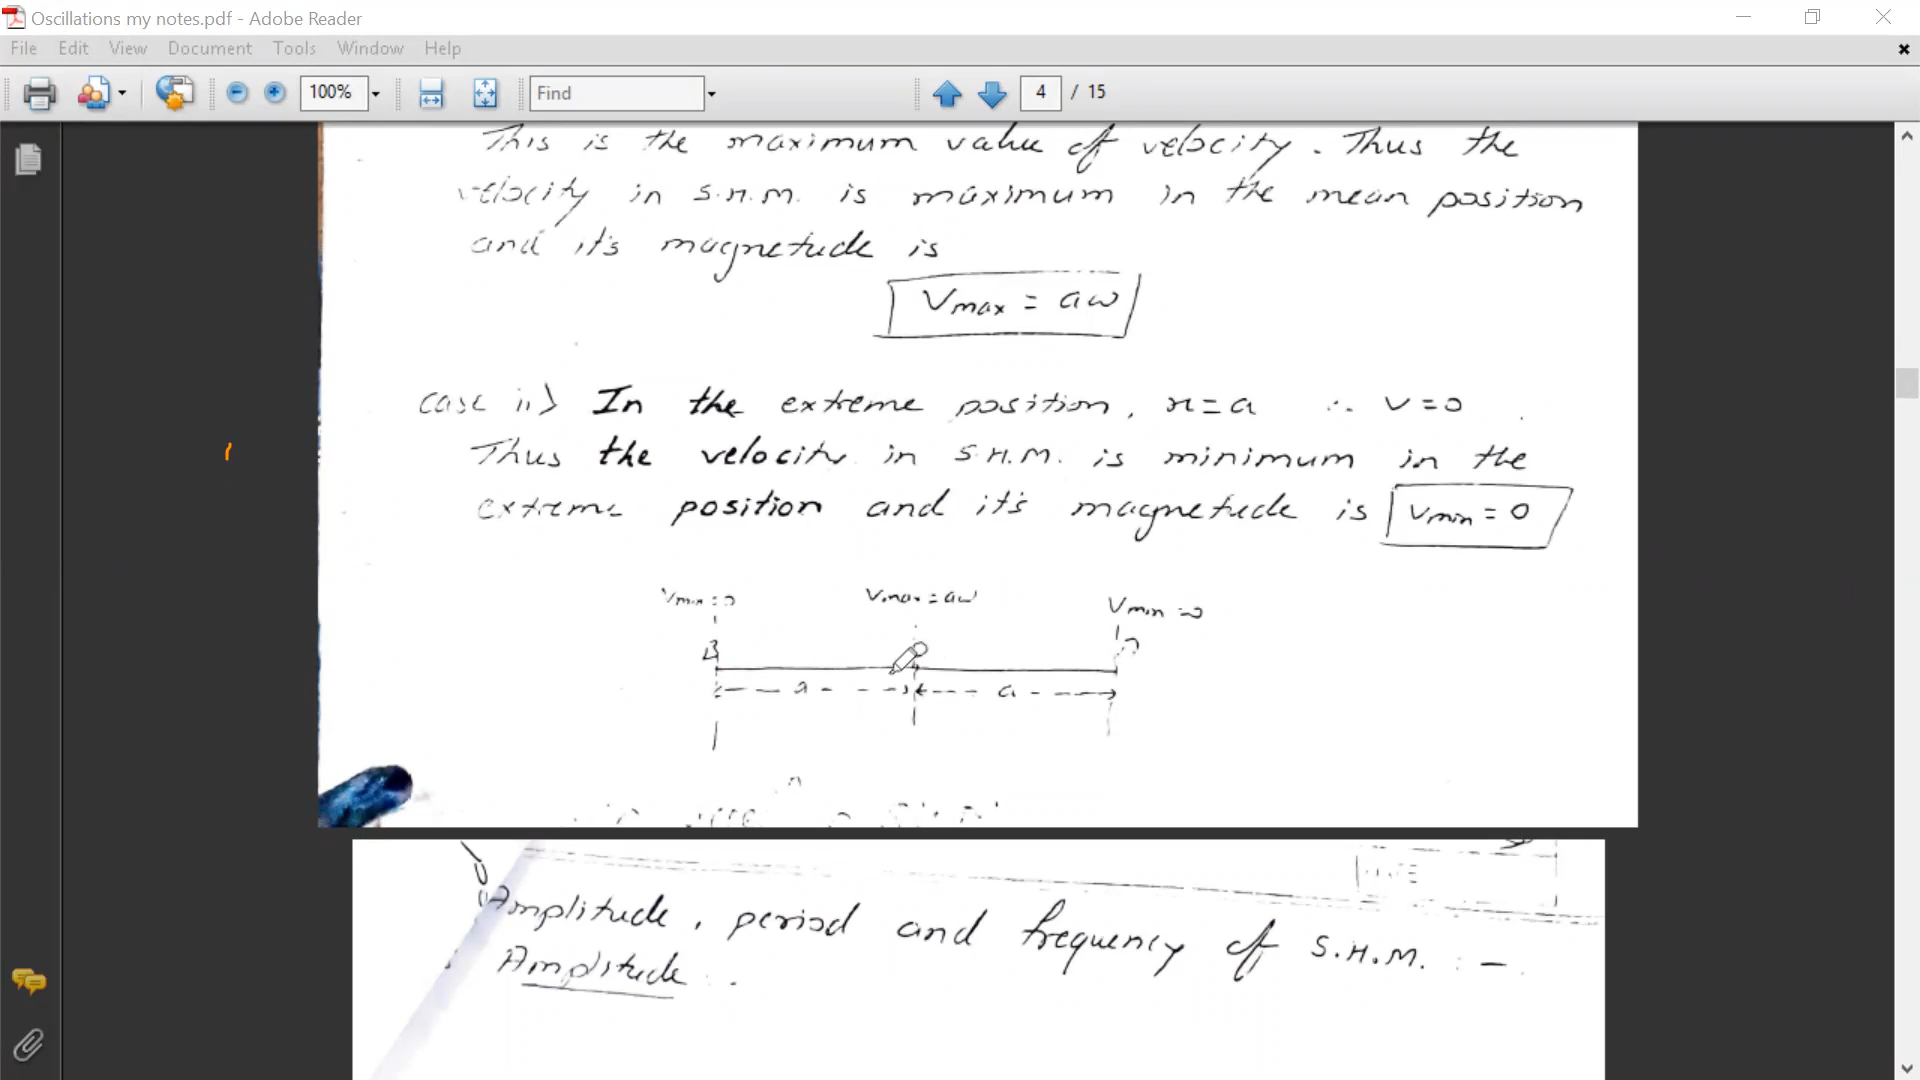 Oscillations my notes.pdf - Adobe Reader
File Edit View Document Tools Window Help
100% Find 4 / 15
This is the maximum value of velocity. Thus the
velocity in S.H.M. is maximum in the mean position
and it's magnetude is
Vmax = aω
case ii) In the extreme position, x = a ∴ v = 0
Thus the velocity in S.H.M. is minimum in the
extreme position and it's magnetude is Vmin = 0
Vmin = 0 Vmax = aω Vmin = 0
B O
a a
Amplitude, period and frequency of S.H.M. : -
Amplitude